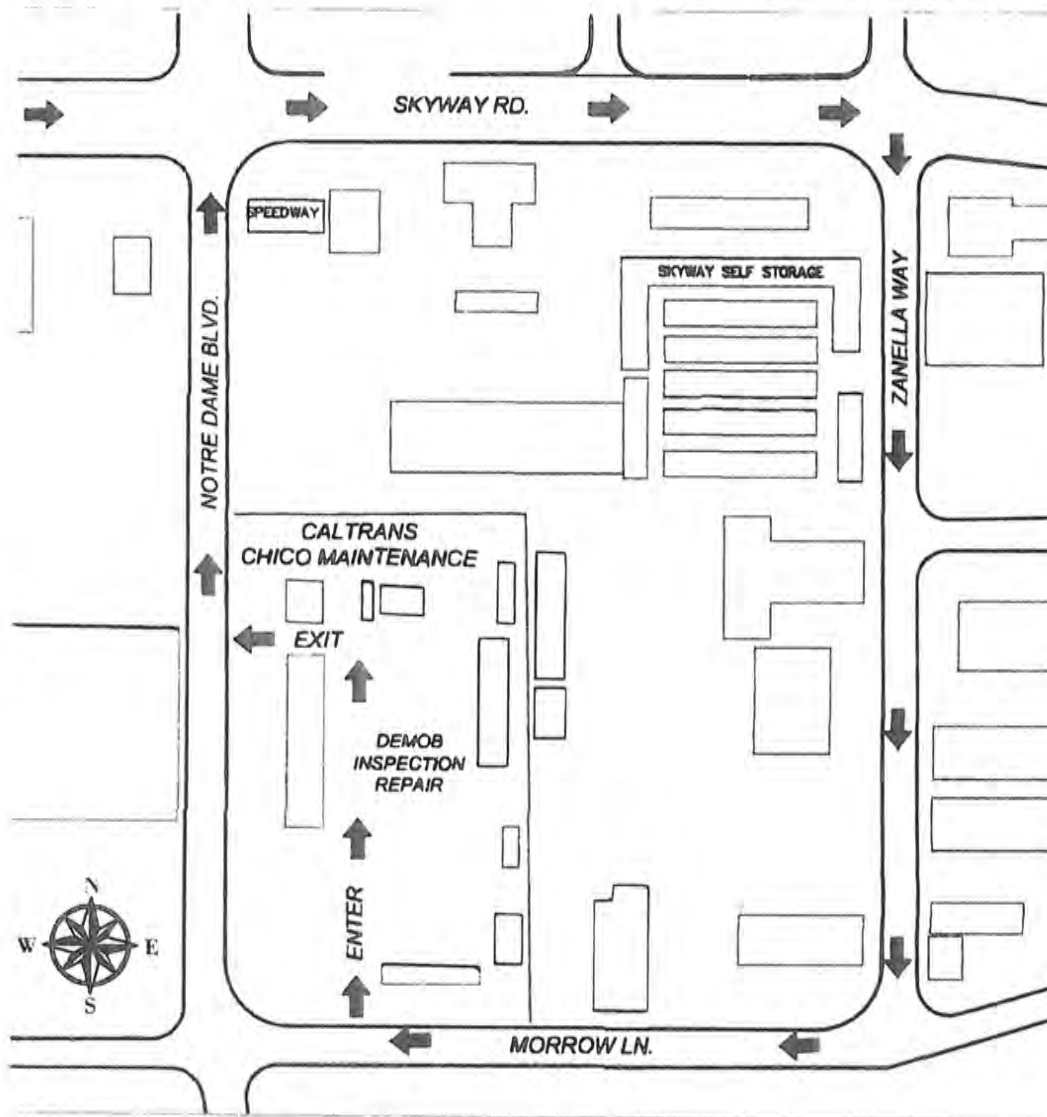 SKYWAY RD.
SPEEDWAY
SKYWAY SELF STORAGE
NOTRE DAME BLVD.
ZANELLA WAY
CALTRANS
CHICO MAINTENANCE
EXIT
DEMOB
INSPECTION
REPAIR
ENTER
N
W
E
S
MORROW LN.